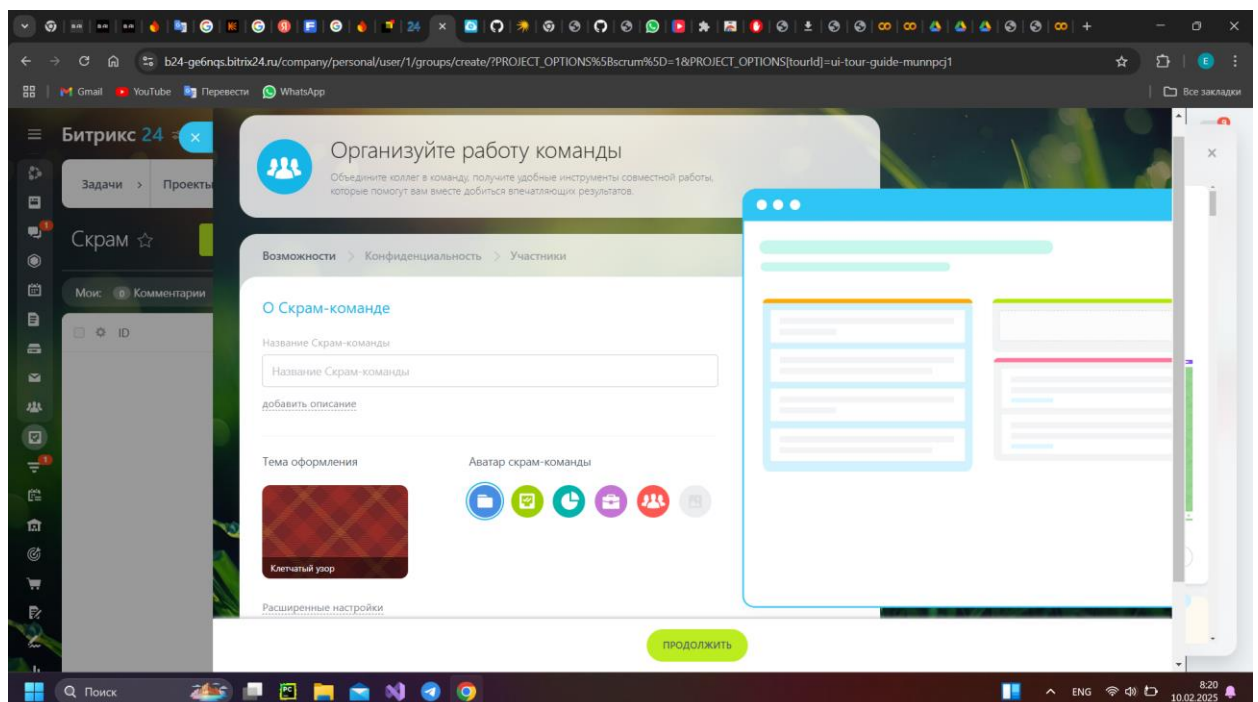 24
b24-ge6nqs.bitrix24.ru/company/personal/user/1/groups/create/?PROJECT_OPTIONS%5Bscrum%5D=1&PROJECT_OPTIONS[tourId]=ui-tour-guide-munnpcj1
E
Gmail
YouTube
Перевести
WhatsApp
Все закладки
Битрикс 24
Задачи
Проекты
Скрам
Мои:
0
Комментарии
ID
Организуйте работу команды
Объедините коллег в команду, получите удобные инструменты совместной работы,
которые помогут вам вместе добиться впечатляющих результатов.
Возможности > Конфиденциальность > Участники
О Скрам-команде
Название Скрам-команды
Название Скрам-команды
добавить описание
Тема оформления
Аватар скрам-команды
Клетчатый узор
Расширенные настройки
ПРОДОЛЖИТЬ
Поиск
ENG
8:20
10.02.2025